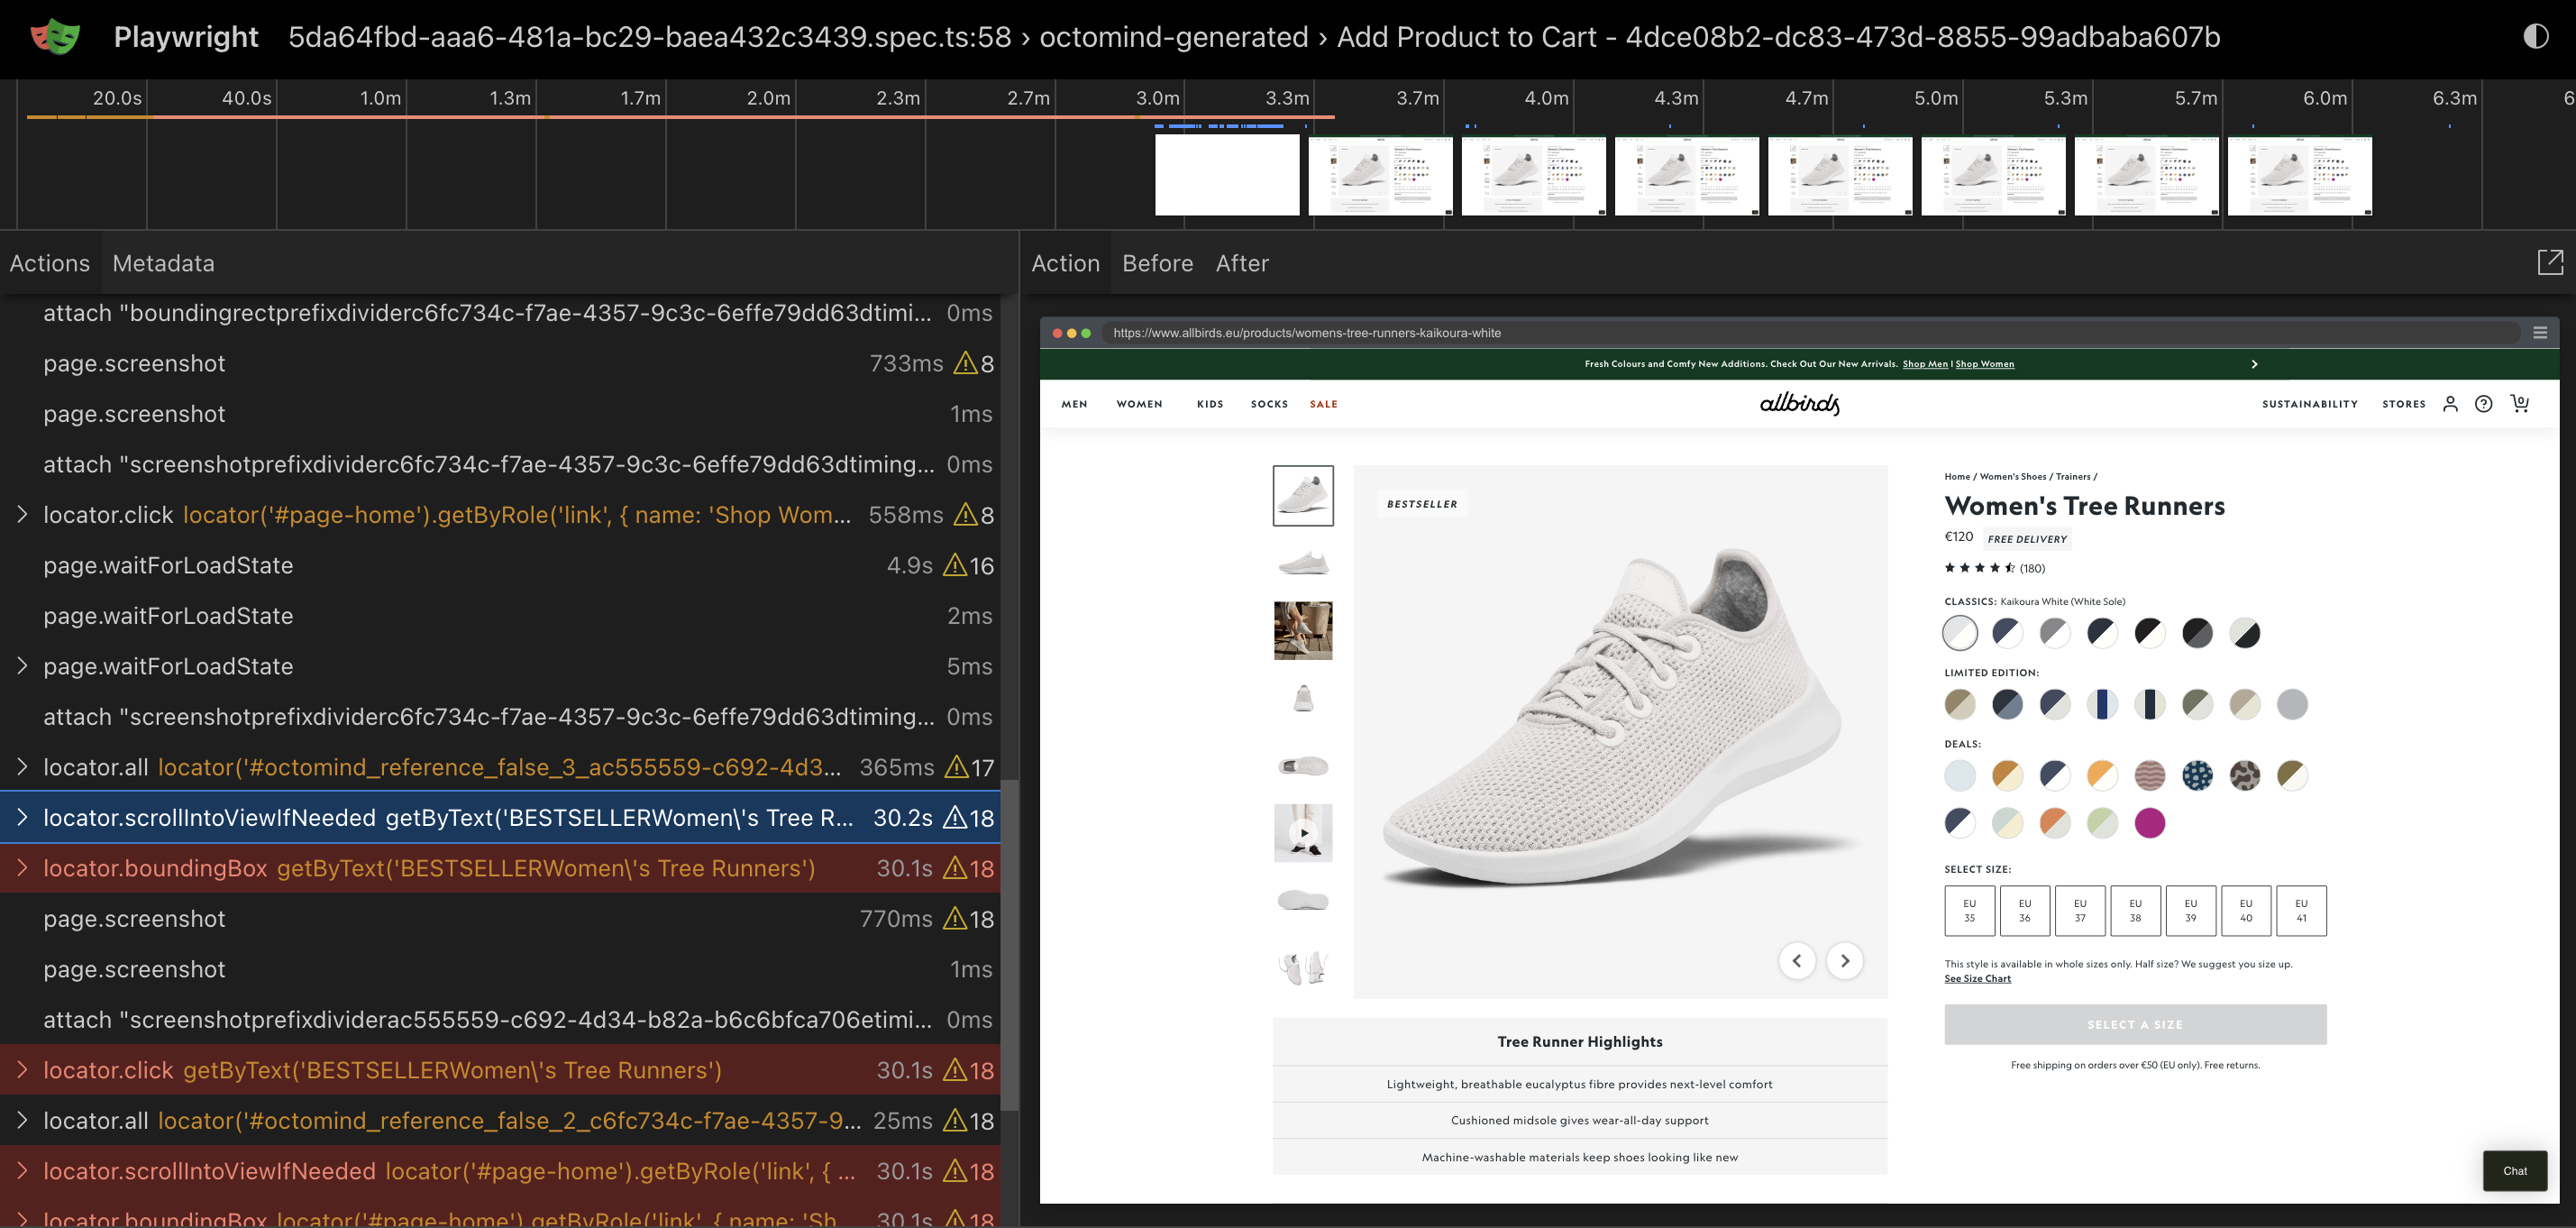 Playwright 5da64fbd-aaa6-481a-bc29-baea432c3439.spec.ts:58 › octomind-generated › Add Product to Cart - 4dce08b2-dc83-473d-8855-99adbaba607b
20.0s 40.0s 1.0m 1.3m 1.7m 2.0m 2.3m 2.7m 3.0m 3.3m 3.7m 4.0m 4.3m 4.7m 5.0m 5.3m 5.7m 6.0m 6.3m 6
Actions Metadata
attach "boundingrectprefixdividerc6fc734c-f7ae-4357-9c3c-6effe79dd63dtimi... 0ms
page.screenshot 733ms 8
page.screenshot 1ms
attach "screenshotprefixdividerc6fc734c-f7ae-4357-9c3c-6effe79dd63dtiming... 0ms
locator.click locator('#page-home').getByRole('link', { name: 'Shop Wom... 558ms 8
page.waitForLoadState 4.9s 16
page.waitForLoadState 2ms
page.waitForLoadState 5ms
attach "screenshotprefixdividerc6fc734c-f7ae-4357-9c3c-6effe79dd63dtiming... 0ms
locator.all locator('#octomind_reference_false_3_ac555559-c692-4d3... 365ms 17
locator.scrollIntoViewIfNeeded getByText('BESTSELLERWomen\'s Tree R... 30.2s 18
locator.boundingBox getByText('BESTSELLERWomen\'s Tree Runners') 30.1s 18
page.screenshot 770ms 18
page.screenshot 1ms
attach "screenshotprefixdividerac555559-c692-4d34-b82a-b6c6bfca706etimi... 0ms
locator.click getByText('BESTSELLERWomen\'s Tree Runners') 30.1s 18
locator.all locator('#octomind_reference_false_2_c6fc734c-f7ae-4357-9... 25ms 18
locator.scrollIntoViewIfNeeded locator('#page-home').getByRole('link', { ... 30.1s 18
locator.boundingBox locator('#page-home').getByRole('link', { name: 'Sh... 30.1s 18
Action Before After
https://www.allbirds.eu/products/womens-tree-runners-kaikoura-white
Fresh Colours and Comfy New Additions. Check Out Our New Arrivals. Shop Men | Shop Women
MEN WOMEN KIDS SOCKS SALE allbirds SUSTAINABILITY STORES 0
BESTSELLER
Home / Women's Shoes / Trainers /
Women's Tree Runners
€120 FREE DELIVERY
(180)
CLASSICS: Kaikoura White (White Sole)
LIMITED EDITION:
DEALS:
SELECT SIZE:
EU 35 EU 36 EU 37 EU 38 EU 39 EU 40 EU 41
This style is available in whole sizes only. Half size? We suggest you size up.
See Size Chart
SELECT A SIZE
Free shipping on orders over €50 (EU only). Free returns.
Tree Runner Highlights
Lightweight, breathable eucalyptus fibre provides next-level comfort
Cushioned midsole gives wear-all-day support
Machine-washable materials keep shoes looking like new
Chat